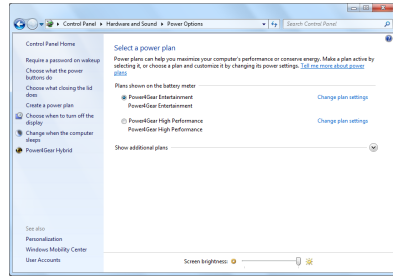 Control Panel ▸ Hardware and Sound ▸ Power Options
Search Control Panel
Control Panel Home
Require a password on wakeup
Choose what the power
buttons do
Choose what closing the lid
does
Create a power plan
Choose when to turn off the
display
Change when the computer
sleeps
Power4Gear Hybrid
See also
Personalization
Windows Mobility Center
User Accounts
Select a power plan
Power plans can help you maximize your computer's performance or conserve energy. Make a plan active by
selecting it, or choose a plan and customize it by changing its power settings. Tell me more about power
plans
Plans shown on the battery meter
Power4Gear Entertainment Change plan settings
Power4Gear Entertainment
Power4Gear High Performance Change plan settings
Power4Gear High Performance
Show additional plans
Screen brightness: